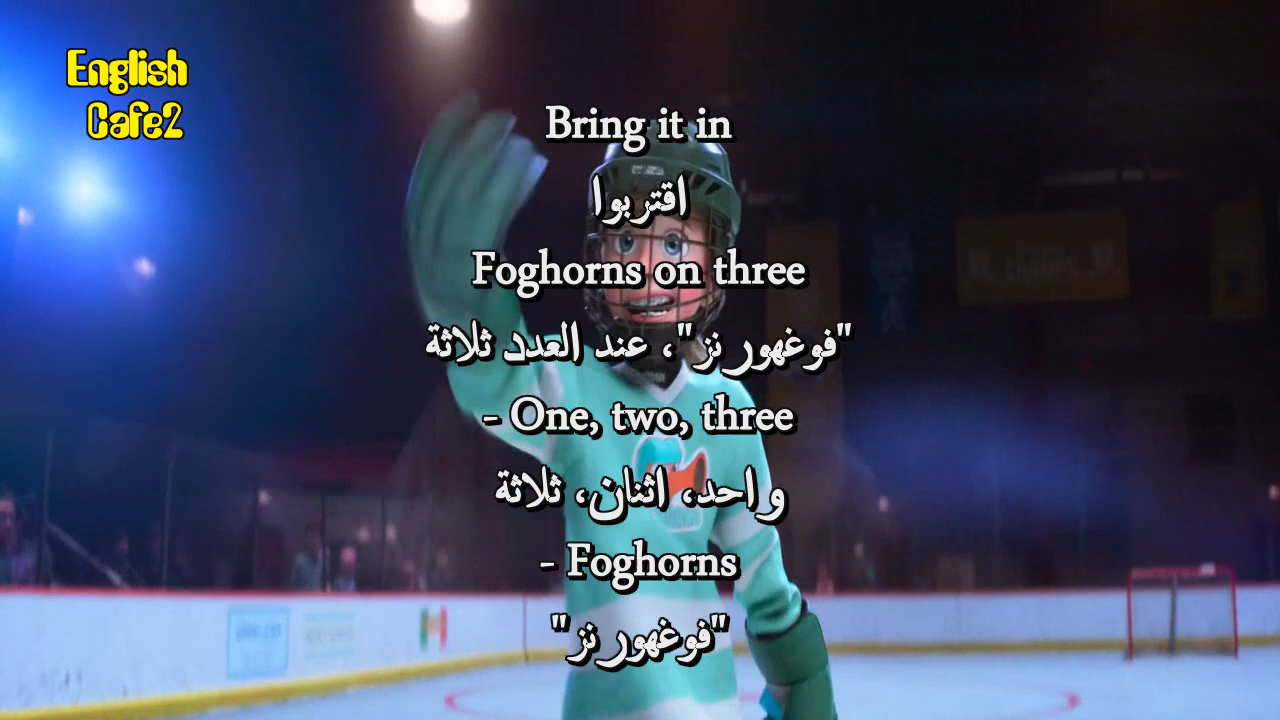 English
Cafe2
Bring it in
اقتربوا
Foghorns on three
"فوغهورنز"، عند العدد ثلاثة
- One, two, three
واحد، اثنان، ثلاثة
- Foghorns
"فوغهورنز"